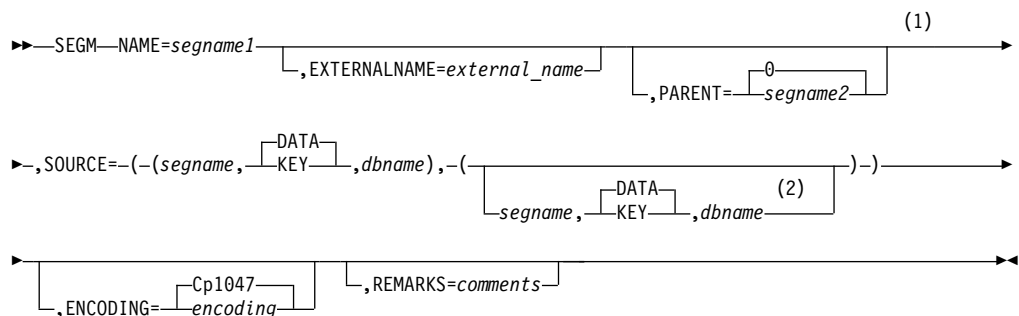 (1)
SEGM NAME=segname1
,EXTERNALNAME=external_name
0
,PARENT= segname2
,SOURCE= ( (segname, DATA
KEY ,dbname), ( ) )
DATA (2)
segname, KEY ,dbname
Cp1047
,ENCODING= encoding
,REMARKS=comments